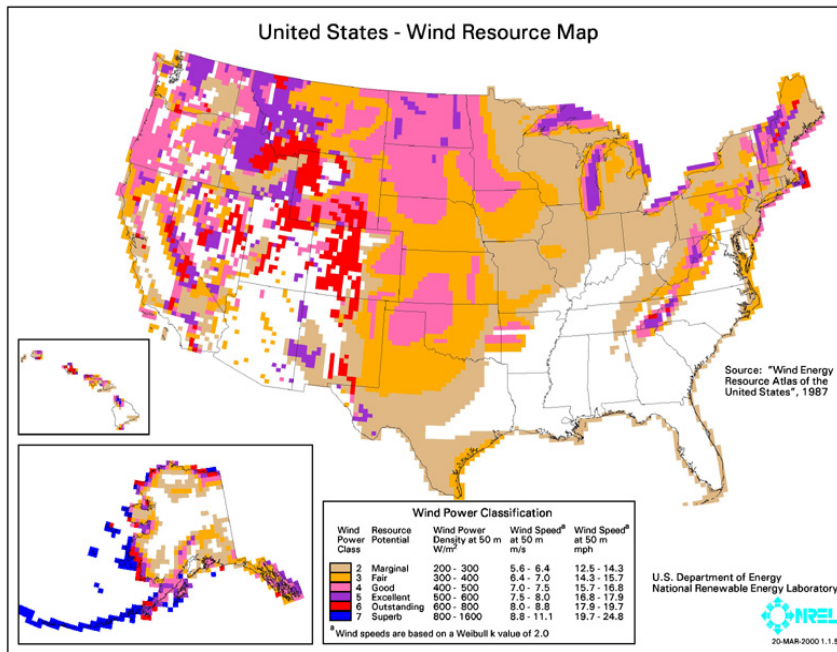 United States - Wind Resource Map
Source: "Wind Energy
Resource Atlas of the
United States", 1987
Wind Power Classification
Wind Power Class Resource Potential Wind Power Density at 50 m W/m² Wind Speedᵃ at 50 m m/s Wind Speedᵃ at 50 m mph
2 Marginal 200 - 300 5.6 - 6.4 12.5 - 14.3
3 Fair 300 - 400 6.4 - 7.0 14.3 - 15.7
4 Good 400 - 500 7.0 - 7.5 15.7 - 16.8
5 Excellent 500 - 600 7.5 - 8.0 16.8 - 17.9
6 Outstanding 600 - 800 8.0 - 8.8 17.9 - 19.7
7 Superb 800 - 1600 8.8 - 11.1 19.7 - 24.8
ᵃ Wind speeds are based on a Weibull k value of 2.0
U.S. Department of Energy
National Renewable Energy Laboratory
NREL
20-MAR-2000 1.1.8